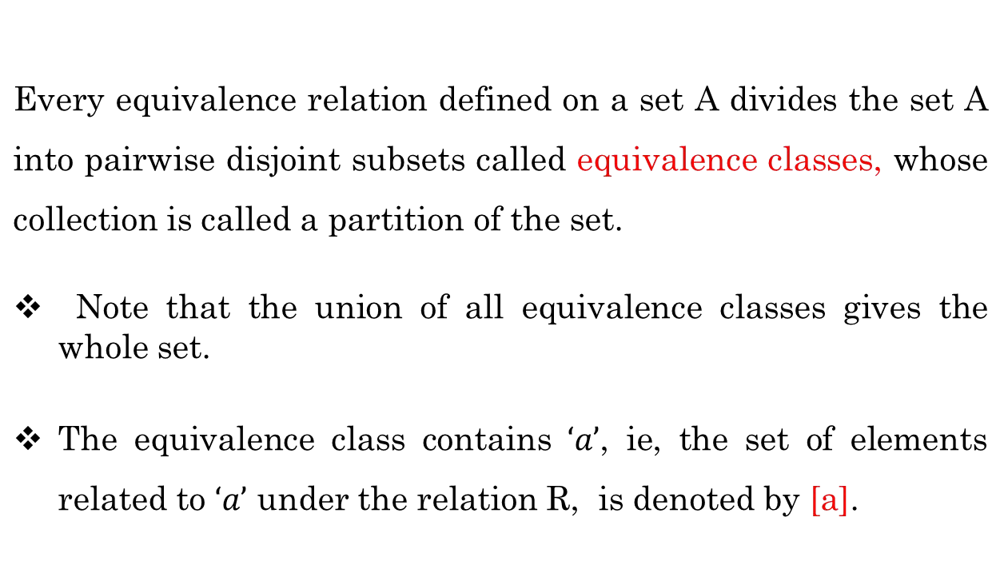 Every equivalence relation defined on a set A divides the set A
into pairwise disjoint subsets called equivalence classes, whose
collection is called a partition of the set.
❖ Note that the union of all equivalence classes gives the
whole set.
❖ The equivalence class contains ‘a’, ie, the set of elements
related to ‘a’ under the relation R, is denoted by [a].